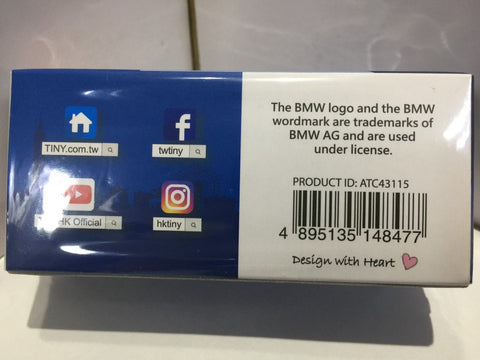 TINY.com.tw
twtiny
HK Official
hktiny
The BMW logo and the BMW
wordmark are trademarks of
BMW AG and are used
under license.
PRODUCT ID: ATC43115
4 895135 148477
Design with Heart